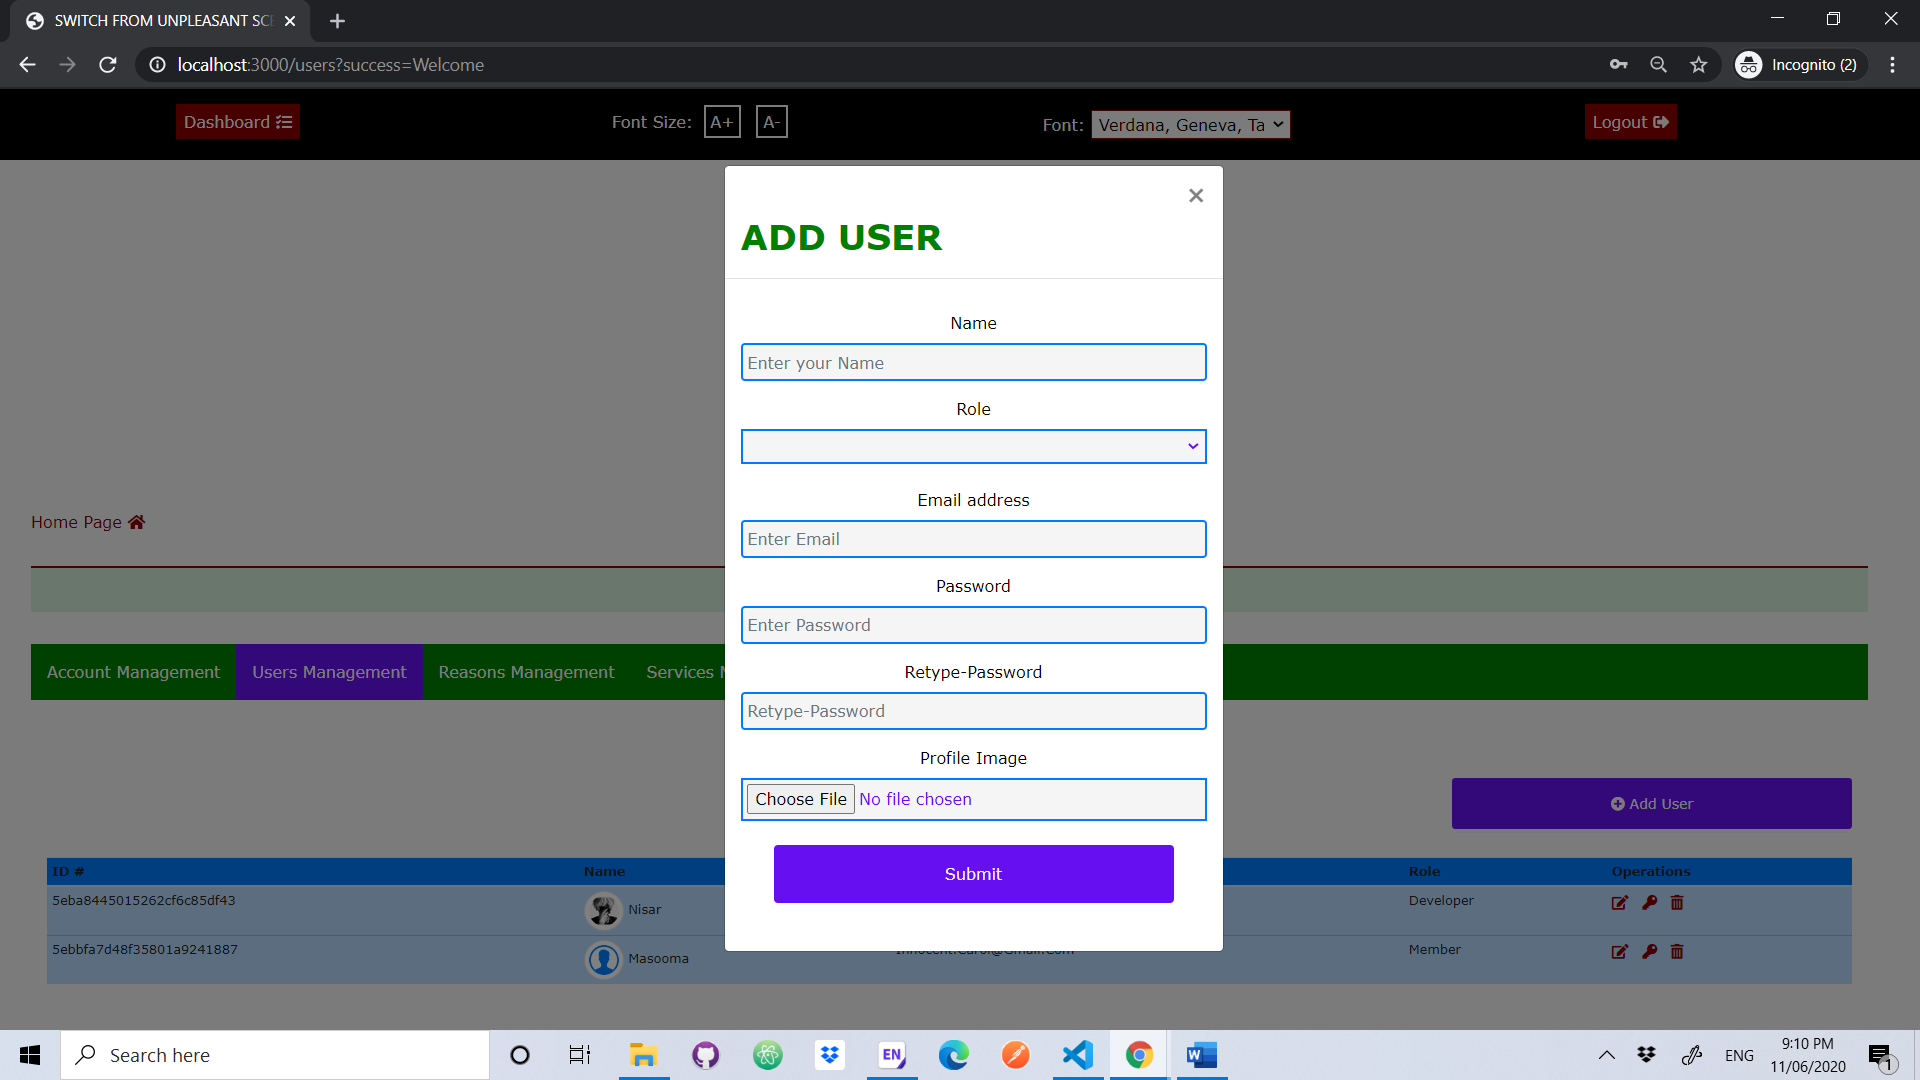 SWITCH FROM UNPLEASANT SCE
localhost:3000/users?success=Welcome
Incognito (2)
Dashboard
Font Size: A+ A-
Font: Verdana, Geneva, Ta
Logout
×
ADD USER
Name
Enter your Name
Role
Email address
Enter Email
Password
Enter Password
Retype-Password
Retype-Password
Profile Image
Choose File No file chosen
Submit
Home Page
Account Management Users Management Reasons Management Services
Add User
ID # Name Role Operations
5eba8445015262cf6c85df43 Nisar Developer
5ebbfa7d48f35801a9241887 Masooma Member
Search here
EN
ENG
9:10 PM
11/06/2020
1